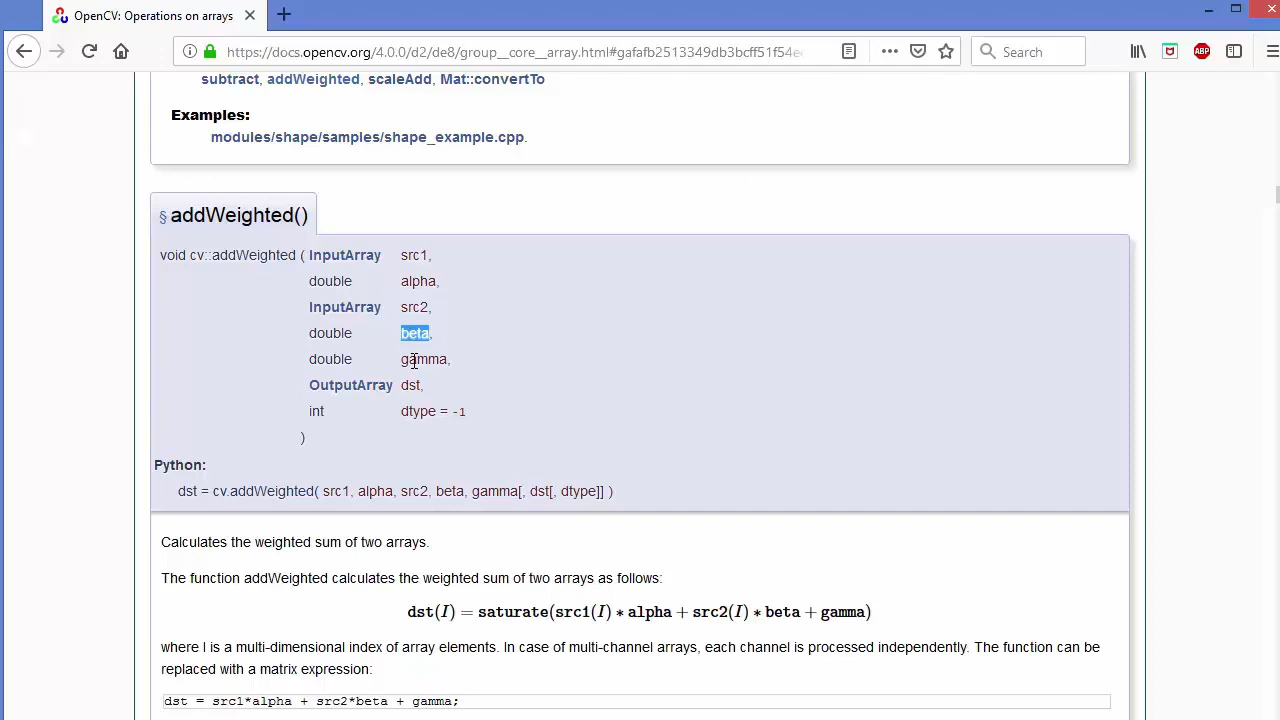 OpenCV: Operations on arrays
https://docs.opencv.org/4.0.0/d2/de8/group__core__array.html#gafafb2513349db3bcff51f54ee
Search
subtract, addWeighted, scaleAdd, Mat::convertTo
Examples:
modules/shape/samples/shape_example.cpp.
§ addWeighted()
void cv::addWeighted ( InputArray src1,
double alpha,
InputArray src2,
double beta,
double gamma,
OutputArray dst,
int dtype = -1
)
Python:
dst = cv.addWeighted( src1, alpha, src2, beta, gamma[, dst[, dtype]] )
Calculates the weighted sum of two arrays.
The function addWeighted calculates the weighted sum of two arrays as follows:
dst(I) = saturate(src1(I) * alpha + src2(I) * beta + gamma)
where I is a multi-dimensional index of array elements. In case of multi-channel arrays, each channel is processed independently. The function can be
replaced with a matrix expression:
dst = src1*alpha + src2*beta + gamma;